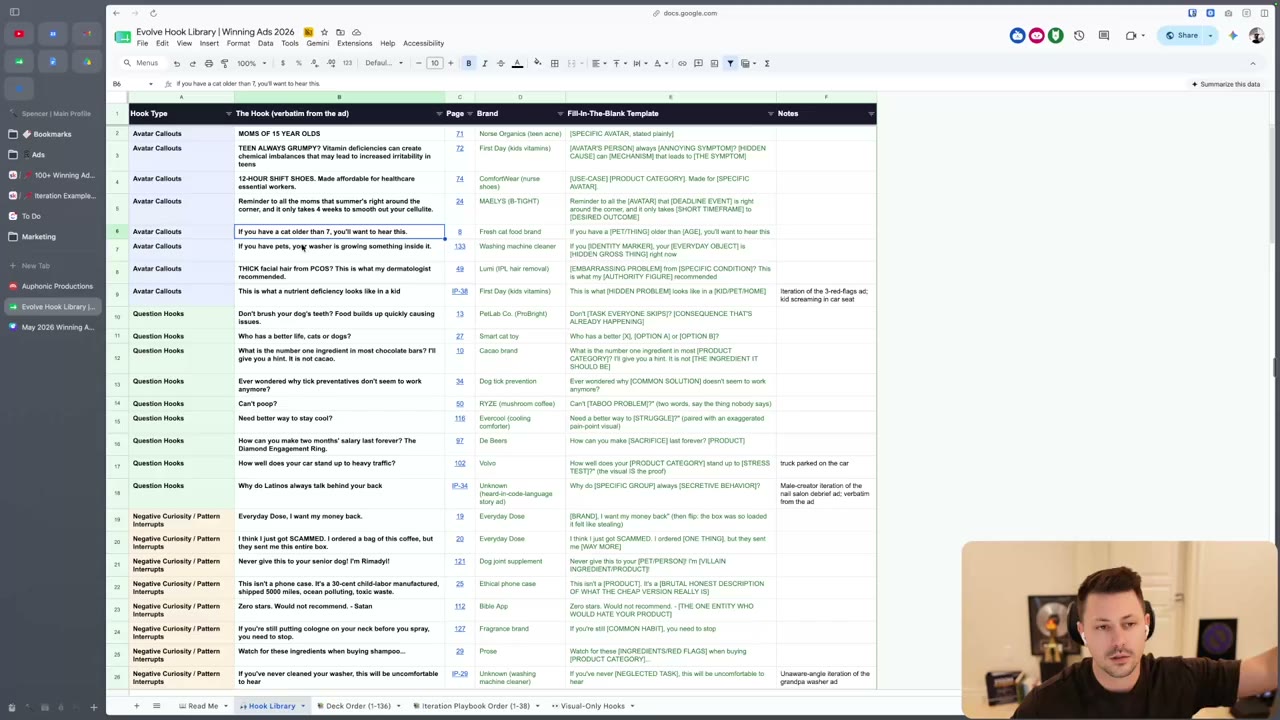 docs.google.com
Evolve Hook Library | Winning Ads 2026
File Edit View Insert Format Data Tools Gemini Extensions Help Accessibility
Share
Menus 100% $ % .0 .00 123 Defaul... 10
B6 If you have a cat older than 7, you'll want to hear this.
Summarize this data
Spencer | Main Profile
Bookmarks
Ads
100+ Winning Ad...
Iteration Example...
To Do
Marketing
New Tab
Auphonic Productions
Evolve Hook Library |...
May 2026 Winning A...
A B C D E F
1 Hook Type The Hook (verbatim from the ad) Page Brand Fill-In-The-Blank Template Notes
2 Avatar Callouts MOMS OF 15 YEAR OLDS 71 Norse Organics (teen acne) [SPECIFIC AVATAR, stated plainly]
3 Avatar Callouts TEEN ALWAYS GRUMPY? Vitamin deficiencies can create 72 First Day (kids vitamins) [AVATAR'S PERSON] always [ANNOYING SYMPTOM]? [HIDDEN
chemical imbalances that may lead to increased irritability in CAUSE] can [MECHANISM] that leads to [THE SYMPTOM]
teens
4 Avatar Callouts 12-HOUR SHIFT SHOES. Made affordable for healthcare 74 ComfortWear (nurse [USE-CASE] [PRODUCT CATEGORY]. Made for [SPECIFIC
essential workers. shoes) AVATAR].
5 Avatar Callouts Reminder to all the moms that summer's right around the 24 MAELYS (B-TIGHT) Reminder to all the [AVATAR] that [DEADLINE EVENT] is right
corner, and it only takes 4 weeks to smooth out your cellulite. around the corner, and it only takes [SHORT TIMEFRAME] to
[DESIRED OUTCOME]
6 Avatar Callouts If you have a cat older than 7, you'll want to hear this. 8 Fresh cat food brand If you have a [PET/THING] older than [AGE], you'll want to hear this
7 Avatar Callouts If you have pets, your washer is growing something inside it. 133 Washing machine cleaner If you [IDENTITY MARKER], your [EVERYDAY OBJECT] is
[HIDDEN GROSS THING] right now
8 Avatar Callouts THICK facial hair from PCOS? This is what my dermatologist 49 Lumi (IPL hair removal) [EMBARRASSING PROBLEM] from [SPECIFIC CONDITION]? This
recommended. is what my [AUTHORITY FIGURE] recommended
9 Avatar Callouts This is what a nutrient deficiency looks like in a kid IP-38 First Day (kids vitamins) This is what [HIDDEN PROBLEM] looks like in a [KID/PET/HOME] Iteration of the 3-red-flags ad;
kid screaming in car seat
10 Question Hooks Don't brush your dog's teeth? Food builds up quickly causing 13 PetLab Co. (ProBright) Don't [TASK EVERYONE SKIPS]? [CONSEQUENCE THAT'S
issues. ALREADY HAPPENING]
11 Question Hooks Who has a better life, cats or dogs? 27 Smart cat toy Who has a better [X], [OPTION A] or [OPTION B]?
12 Question Hooks What is the number one ingredient in most chocolate bars? I'll 10 Cacao brand What is the number one ingredient in most [PRODUCT
give you a hint. It is not cacao. CATEGORY]? I'll give you a hint. It is not [THE INGREDIENT IT
SHOULD BE]
13 Question Hooks Ever wondered why tick preventatives don't seem to work 34 Dog tick prevention Ever wondered why [COMMON SOLUTION] doesn't seem to work
anymore? anymore?
14 Question Hooks Can't poop? 50 RYZE (mushroom coffee) Can't [TABOO PROBLEM]?" (two words, say the thing nobody says)
15 Question Hooks Need better way to stay cool? 116 Evercool (cooling Need a better way to [STRUGGLE]?" (paired with an exaggerated
comforter) pain-point visual)
16 Question Hooks How can you make two months' salary last forever? The 97 De Beers How can you make [SACRIFICE] last forever? [PRODUCT]
Diamond Engagement Ring.
17 Question Hooks How well does your car stand up to heavy traffic? 102 Volvo How well does your [PRODUCT CATEGORY] stand up to [STRESS truck parked on the car
TEST]?" (the visual IS the proof)
18 Question Hooks Why do Latinos always talk behind your back IP-34 Unknown Why do [SPECIFIC GROUP] always [SECRETIVE BEHAVIOR]? Male-creator iteration of the
(heard-in-code-language nail salon debrief ad; verbatim
story ad) from the ad
19 Negative Curiosity / Pattern Everyday Dose, I want my money back. 19 Everyday Dose [BRAND], I want my money back" (then flip: the box was so loaded
Interrupts it felt like stealing)
20 Negative Curiosity / Pattern I think I just got SCAMMED. I ordered a bag of this coffee, but 20 Everyday Dose I think I just got SCAMMED. I ordered [ONE THING], but they sent
Interrupts they sent me this entire box. me [WAY MORE]
21 Negative Curiosity / Pattern Never give this to your senior dog! I'm Rimadyl! 121 Dog joint supplement Never give this to your [PET/PERSON]! I'm [VILLAIN
Interrupts INGREDIENT/PRODUCT]!
22 Negative Curiosity / Pattern This isn't a phone case. It's a 30-cent child-labor manufactured, 25 Ethical phone case This isn't a [PRODUCT]. It's a [BRUTAL HONEST DESCRIPTION
Interrupts shipped 5000 miles, ocean polluting, toxic waste. OF WHAT THE CHEAP VERSION REALLY IS]
23 Negative Curiosity / Pattern Zero stars. Would not recommend. - Satan 112 Bible App Zero stars. Would not recommend. - [THE ONE ENTITY WHO
Interrupts WOULD HATE YOUR PRODUCT]
24 Negative Curiosity / Pattern If you're still putting cologne on your neck before you spray, 127 Fragrance brand If you're still [COMMON HABIT], you need to stop
Interrupts you need to stop.
25 Negative Curiosity / Pattern Watch for these ingredients when buying shampoo... 29 Prose Watch for these [INGREDIENTS/RED FLAGS] when buying
Interrupts [PRODUCT CATEGORY]...
26 Negative Curiosity / Pattern If you've never cleaned your washer, this will be uncomfortable IP-29 Unknown (washing If you've never [NEGLECTED TASK], this will be uncomfortable to Unaware-angle iteration of the
Interrupts to hear machine cleaner) hear grandpa washer ad
Read Me Hook Library Deck Order (1-136) Iteration Playbook Order (1-38) Visual-Only Hooks